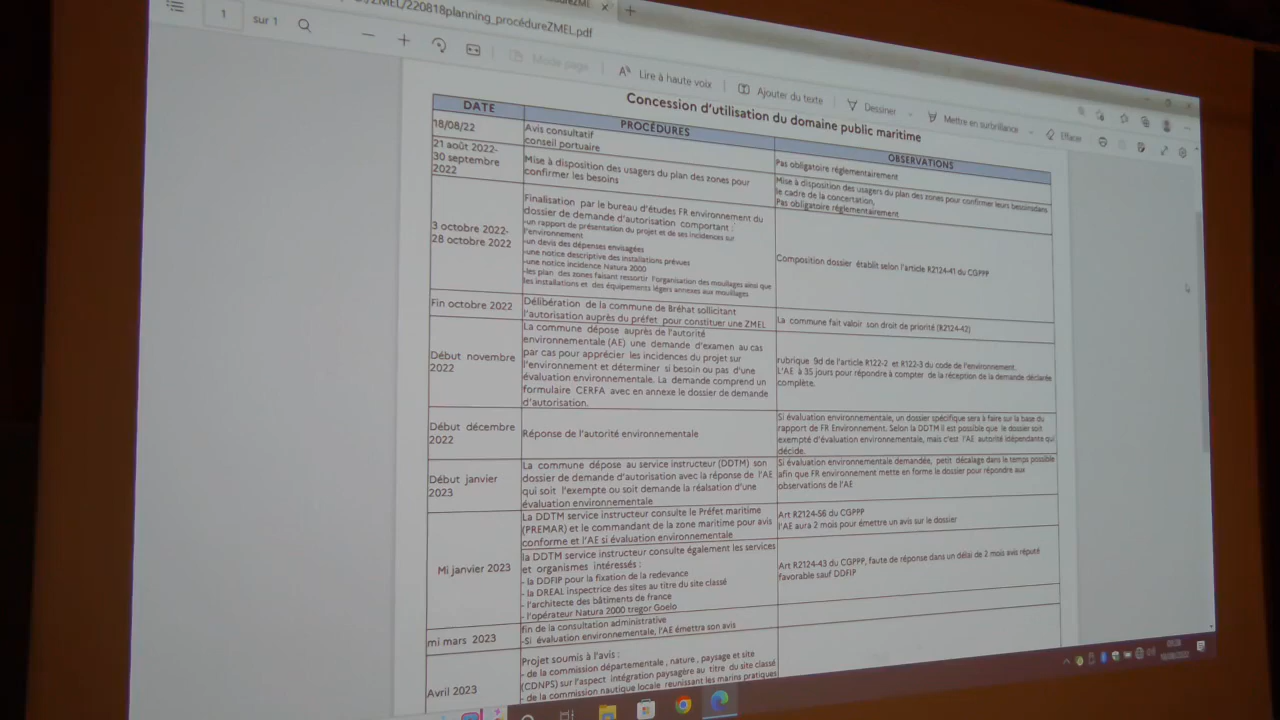 ZMEL/220818planning_procédureZMEL.pdf
1 sur 1
Lire à haute voix
Ajouter du texte
Dessiner
Mettre en surbrillance
Effacer
Concession d'utilisation du domaine public maritime
DATE
PROCÉDURES
OBSERVATIONS
18/08/22
Avis consultatif
conseil portuaire
Pas obligatoire réglementairement
21 août 2022-
30 septembre
2022
Mise à disposition des usagers du plan des zones pour
confirmer les besoins
Mise à disposition des usagers du plan des zones pour confirmer leurs besoinsdans
le cadre de la concertation,
Pas obligatoire réglementairement
3 octobre 2022-
28 octobre 2022
Finalisation par le bureau d'études FR environnement du
dossier de demande d'autorisation comportant :
-un rapport de présentation du projet et de ses incidences sur
l'environnement
-un devis des dépenses envisagées
-une notice descriptive des installations prévues
-une notice incidence Natura 2000
-les plan des zones faisant ressortir l'organisation des mouillages ainsi que
les installations et des équipements légers annexes aux mouillages
Composition dossier établit selon l'article R2124-41 du CGPPP
Fin octobre 2022
Délibération de la commune de Bréhat sollicitant
l'autorisation auprès du préfet pour constituer une ZMEL
La commune fait valoir son droit de priorité (R2124-42)
Début novembre
2022
La commune dépose auprès de l'autorité
environnementale (AE) une demande d'examen au cas
par cas pour apprécier les incidences du projet sur
l'environnement et déterminer si besoin ou pas d'une
évaluation environnementale. La demande comprend un
formulaire CERFA avec en annexe le dossier de demande
d'autorisation.
rubrique 9d de l'article R122-2 et R122-3 du code de l'environnement.
L'AE à 35 jours pour répondre à compter de la réception de la demande déclarée
complète.
Début décembre
2022
Réponse de l'autorité environnementale
Si évaluation environnementale, un dossier spécifique sera à faire sur la base du
rapport de FR Environnement. Selon la DDTM il est possible que le dossier soit
exempté d'évaluation environnementale, mais c'est l'AE autorité idépendante qui
décide.
Début janvier
2023
La commune dépose au service instructeur (DDTM) son
dossier de demande d'autorisation avec la réponse de l'AE
qui soit l'exempte ou soit demande la réalsation d'une
évaluation environnementale
Si évaluation environnementale demandée, petit décalage dans le temps possible
afin que FR environnement mette en forme le dossier pour répondre aux
observations de l'AE
Mi janvier 2023
La DDTM service instructeur consulte le Préfet maritime
(PREMAR) et le commandant de la zone maritime pour avis
conforme et l'AE si évaluation environnementale
Art R2124-56 du CGPPP
l'AE aura 2 mois pour émettre un avis sur le dossier
la DDTM service instructeur consulte également les services
et organismes intéressés :
- la DDFIP pour la fixation de la redevance
- la DREAL inspectrice des sites au titre du site classé
- l'architecte des bâtiments de france
- l'opérateur Natura 2000 tregor Goelo
Art R2124-43 du CGPPP, faute de réponse dans un délai de 2 mois avis réputé
favorable sauf DDFIP
mi mars 2023
fin de la consultation administrative
-Si évaluation environnementale, l'AE émettra son avis
Avril 2023
Projet soumis à l'avis :
- de la commission départementale , nature , paysage et site
(CDNPS) sur l'aspect intégration paysagère au titre du site classé
- de la commission nautique locale reunissant les marins pratiques